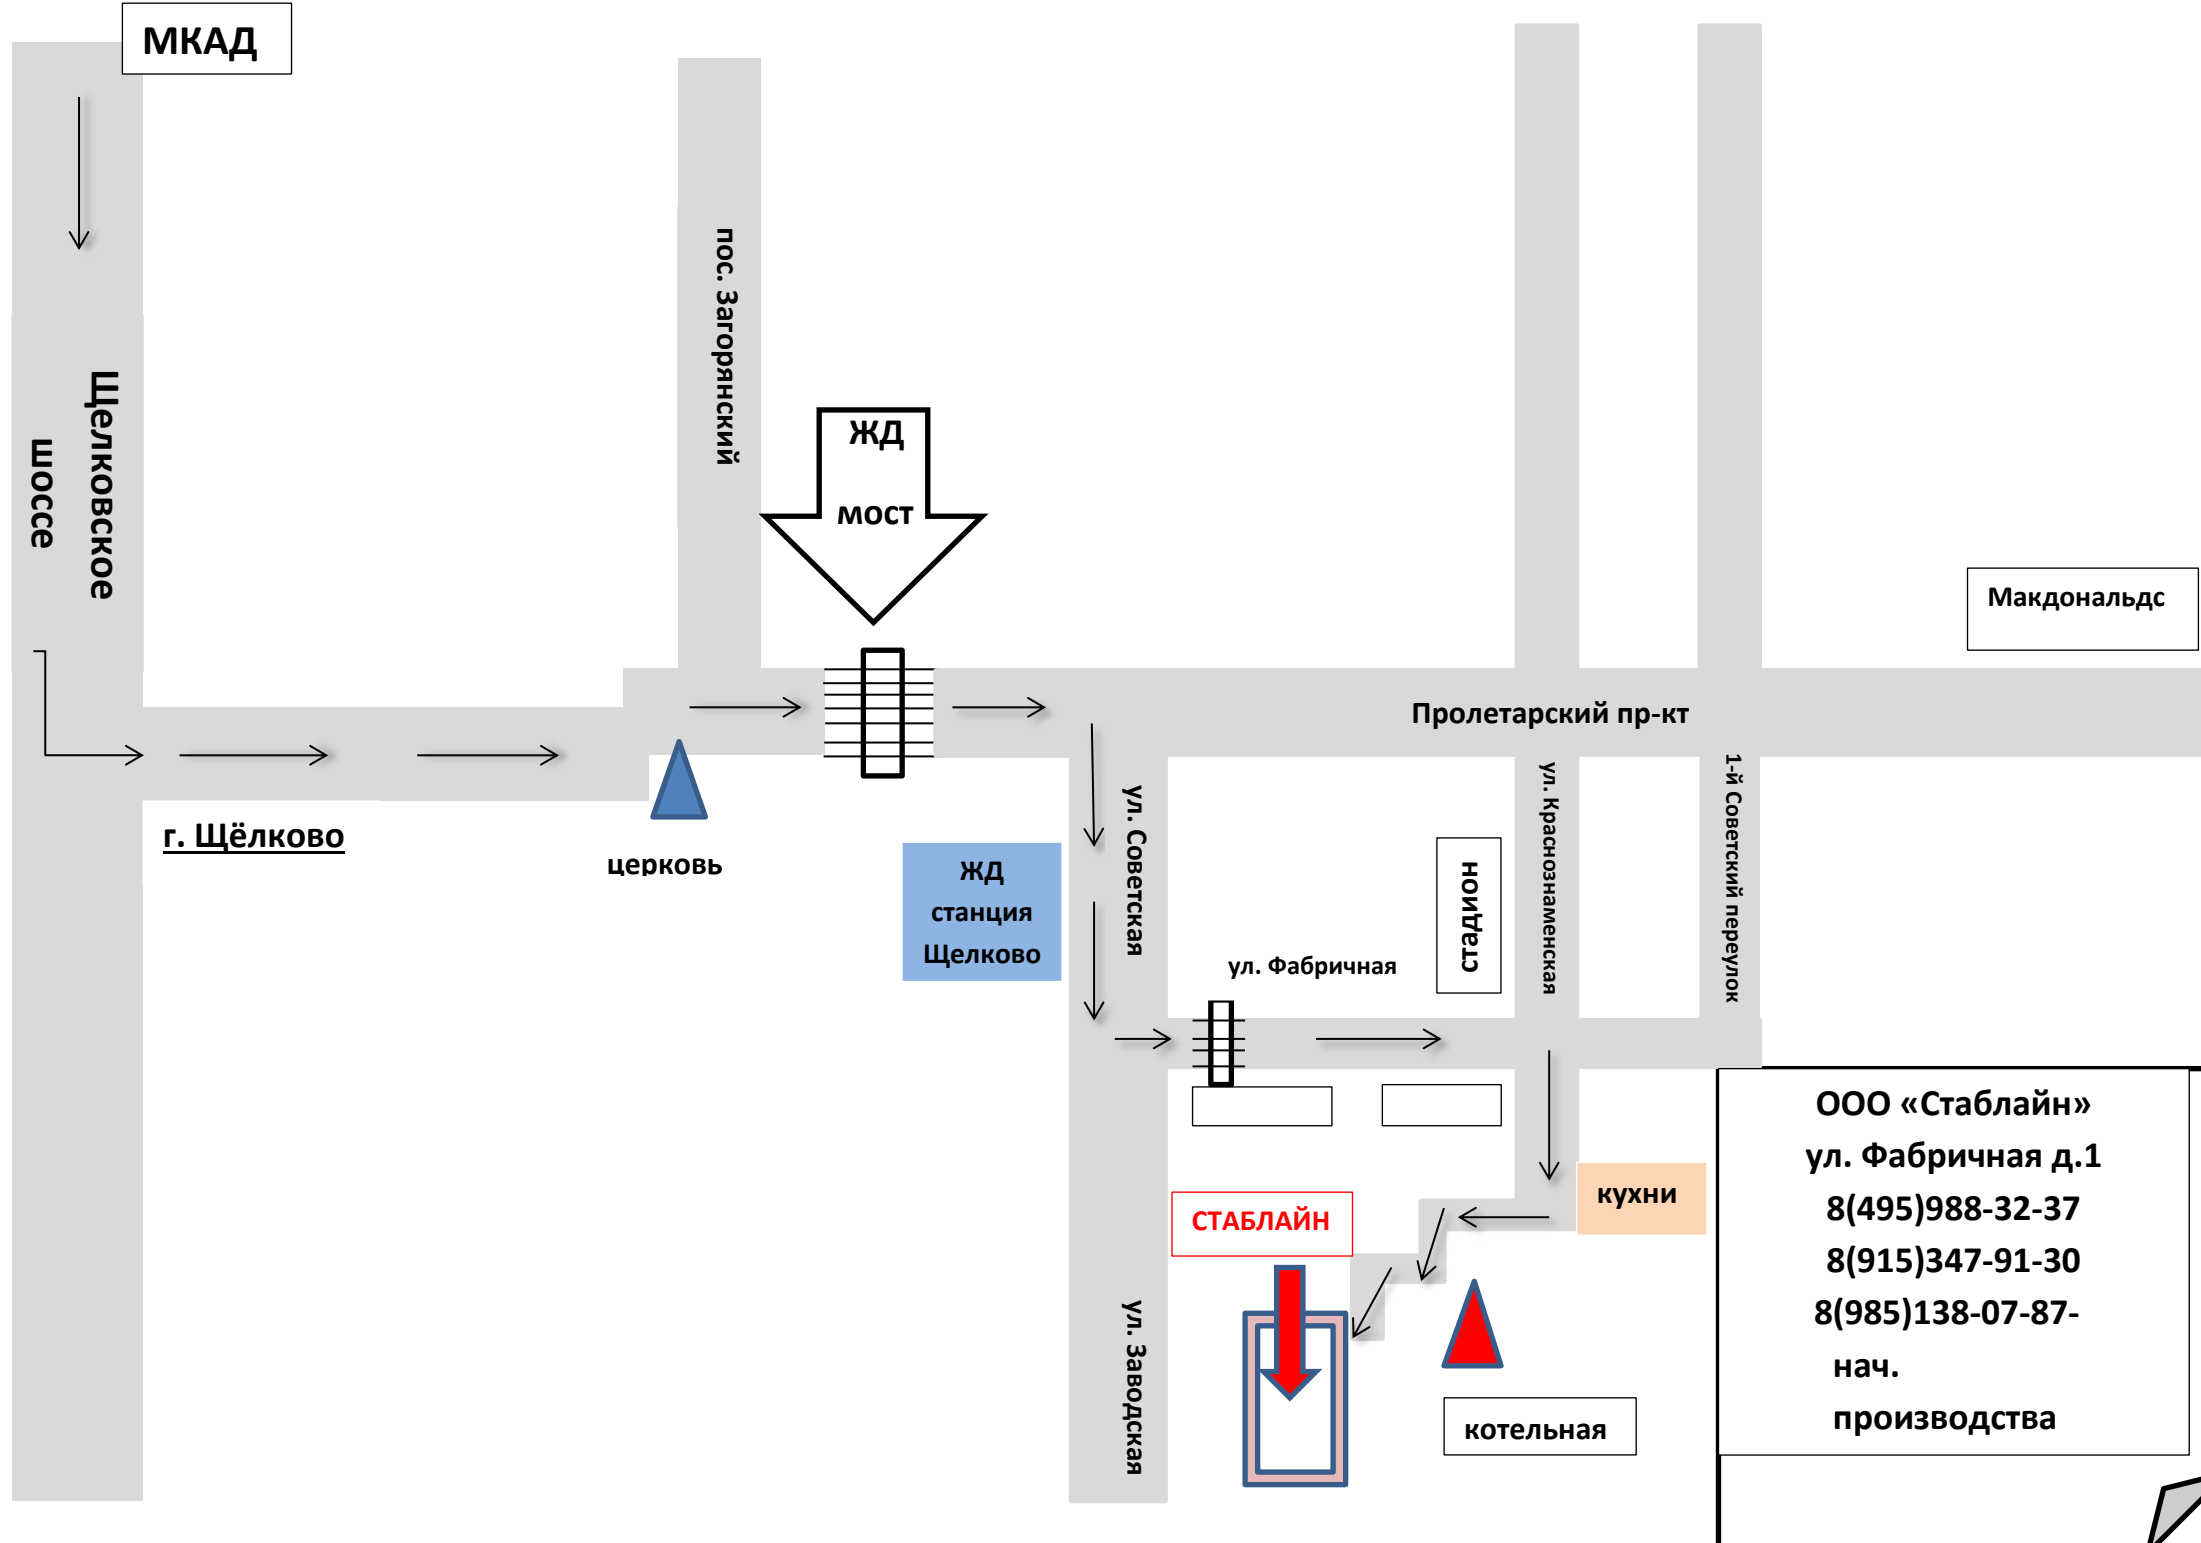 МКАД
Щелковское
шоссе
пос. Загорянский
ЖД
мост
Макдональдс
Пролетарский пр-кт
г. Щёлково
церковь
ЖД
станция
Щелково
ул. Советская
ул. Фабричная
стадион
ул. Краснознаменская
1-й Советский переулок
СТАБЛАЙН
кухни
ул. Заводская
котельная
ООО «Стаблайн»
ул. Фабричная д.1
8(495)988-32-37
8(915)347-91-30
8(985)138-07-87-
нач.
производства